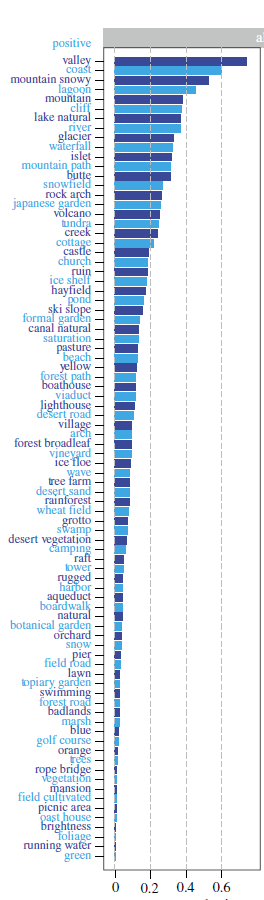 a
positive
valley
coast
mountain snowy
lagoon
mountain
cliff
lake natural
river
glacier
waterfall
islet
mountain path
butte
snowfield
rock arch
japanese garden
volcano
tundra
creek
cottage
castle
church
ruin
ice shelf
hayfield
pond
ski slope
formal garden
canal natural
saturation
pasture
beach
yellow
forest path
boathouse
viaduct
lighthouse
desert road
village
arch
forest broadleaf
vineyard
ice floe
wave
tree farm
desert sand
rainforest
wheat field
grotto
swamp
desert vegetation
camping
raft
tower
rugged
harbor
aqueduct
boardwalk
natural
botanical garden
orchard
snow
pier
field road
lawn
topiary garden
swimming
forest road
badlands
marsh
blue
golf course
orange
trees
rope bridge
vegetation
mansion
field cultivated
picnic area
oast house
brightness
foliage
running water
green
0 0.2 0.4 0.6